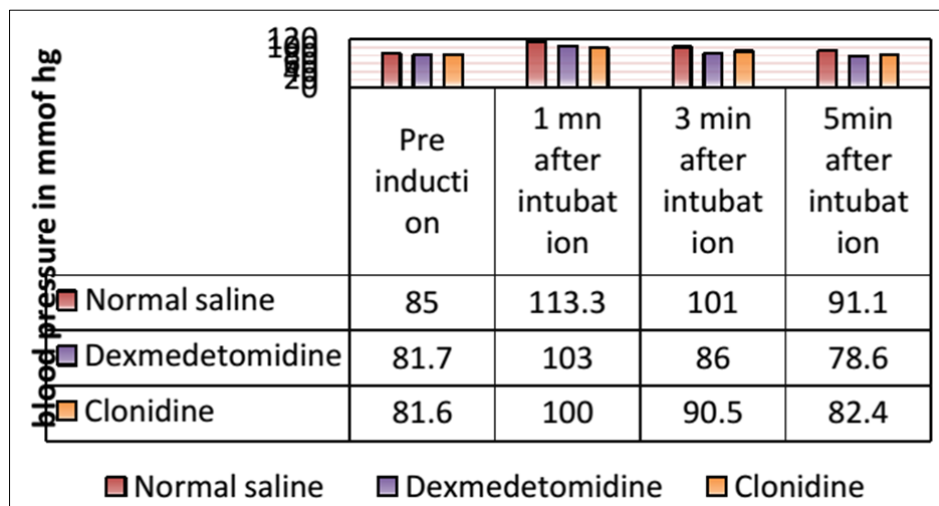 blood pressure in mmof hg
120
0
Pre
inducti
on
1 mn
after
intubat
ion
3 min
after
intubat
ion
5min
after
intubat
ion
Normal saline 85 113.3 101 91.1
Dexmedetomidine 81.7 103 86 78.6
Clonidine 81.6 100 90.5 82.4
Normal saline Dexmedetomidine Clonidine